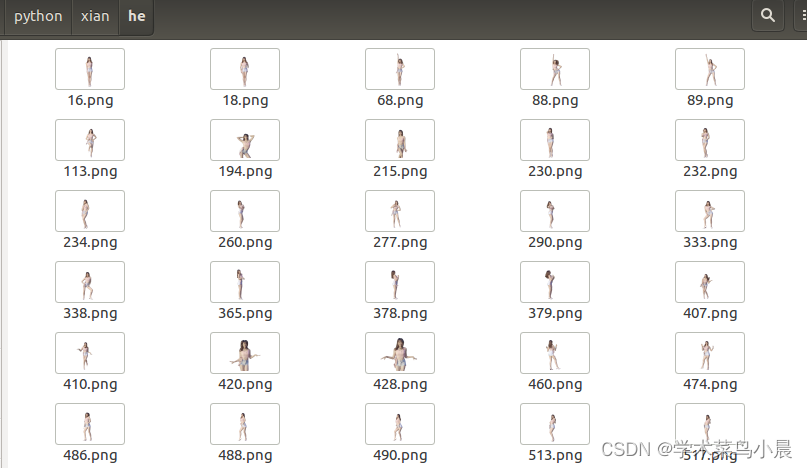 python xian he
16.png 18.png 68.png 88.png 89.png
113.png 194.png 215.png 230.png 232.png
234.png 260.png 277.png 290.png 333.png
338.png 365.png 378.png 379.png 407.png
410.png 420.png 428.png 460.png 474.png
486.png 488.png 490.png 513.png 517.png
CSDN @学术菜鸟小晨